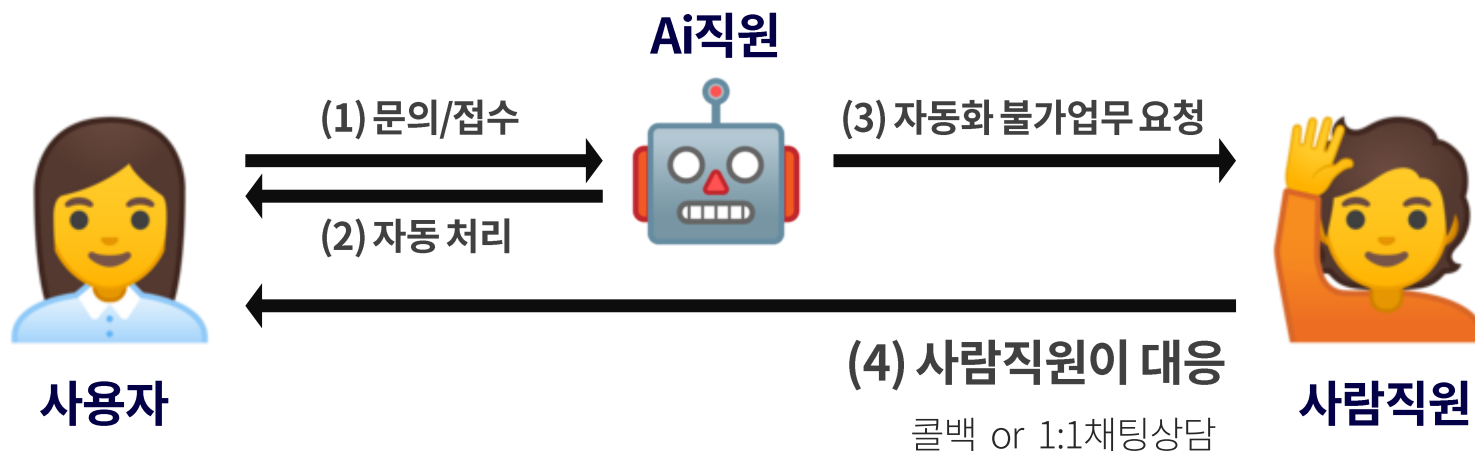 Ai직원
(1) 문의/접수
(3) 자동화 불가업무 요청
(2) 자동 처리
(4) 사람직원이 대응
사용자
사람직원
콜백 or 1:1채팅상담